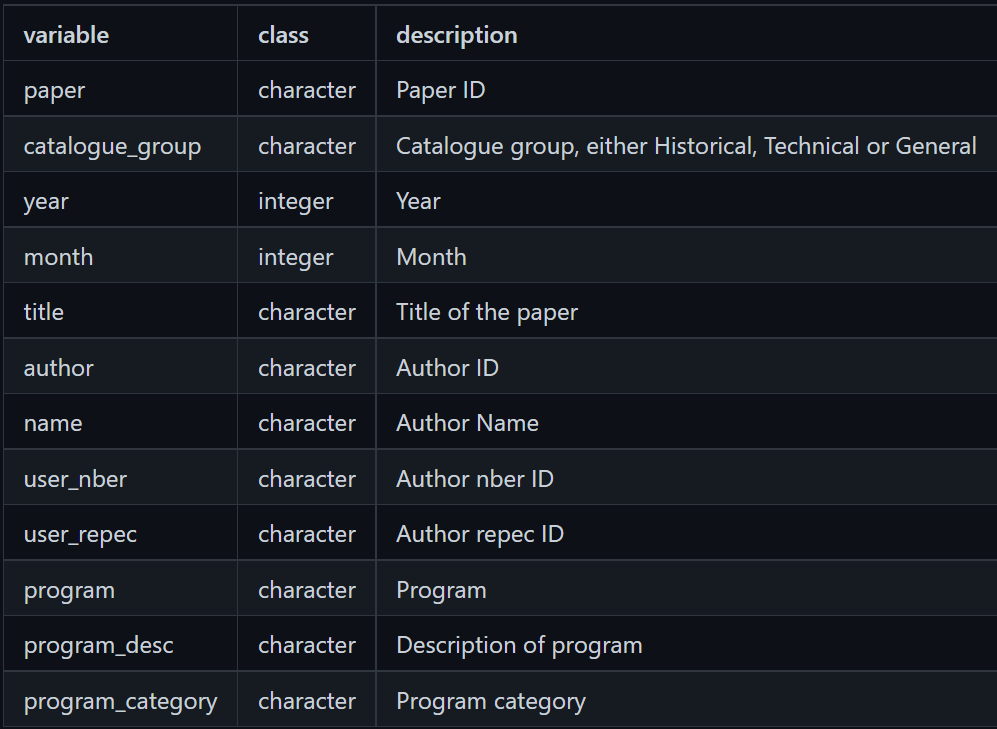 variable class description
paper character Paper ID
catalogue_group character Catalogue group, either Historical, Technical or General
year integer Year
month integer Month
title character Title of the paper
author character Author ID
name character Author Name
user_nber character Author nber ID
user_repec character Author repec ID
program character Program
program_desc character Description of program
program_category character Program category